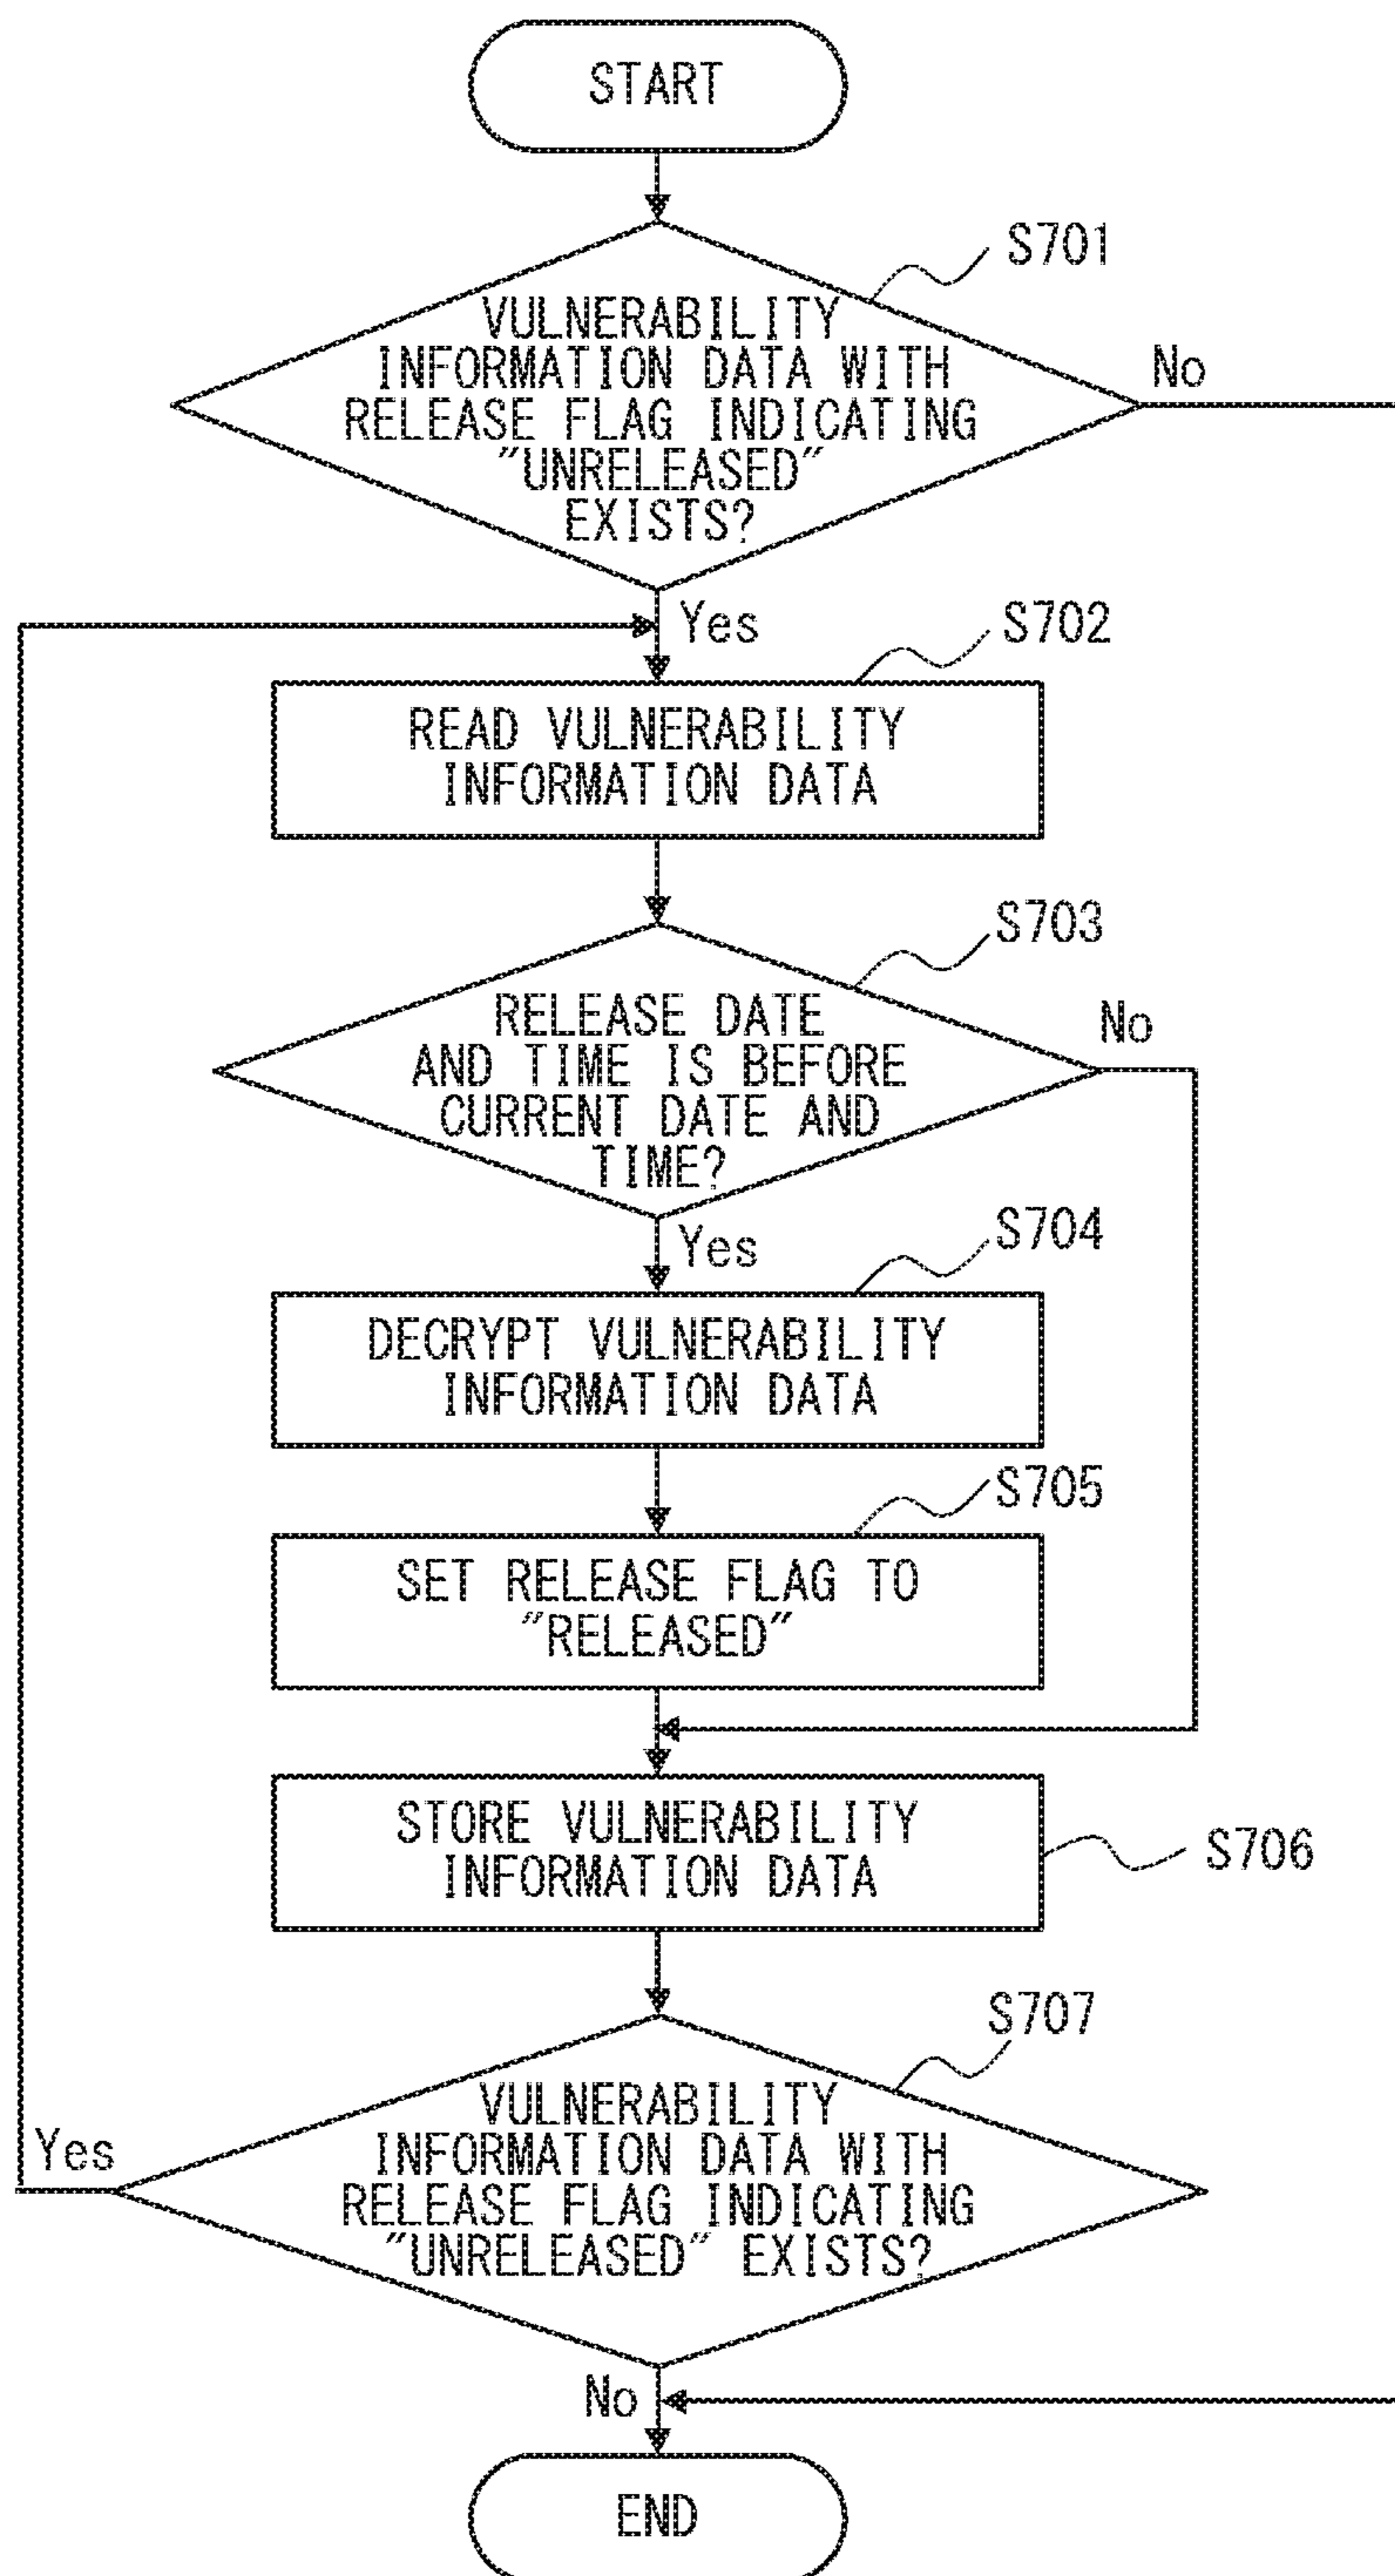 START
S701
VULNERABILITY
INFORMATION DATA WITH
RELEASE FLAG INDICATING
"UNRELEASED"
EXISTS?
No
Yes
S702
READ VULNERABILITY
INFORMATION DATA
S703
RELEASE DATE
AND TIME IS BEFORE
CURRENT DATE AND
TIME?
No
Yes
S704
DECRYPT VULNERABILITY
INFORMATION DATA
S705
SET RELEASE FLAG TO
"RELEASED"
STORE VULNERABILITY
INFORMATION DATA
S706
S707
VULNERABILITY
INFORMATION DATA WITH
RELEASE FLAG INDICATING
"UNRELEASED" EXISTS?
Yes
No
END